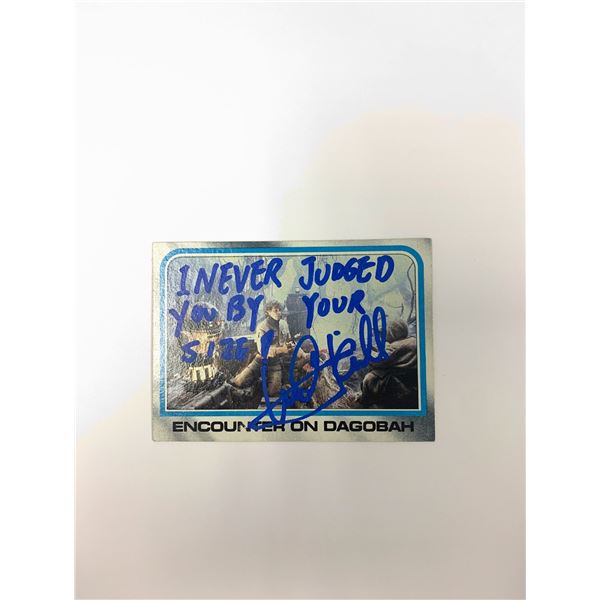 I NEVER JUDGED
YOU BY YOUR
SIZE!
ENCOUNTER ON DAGOBAH